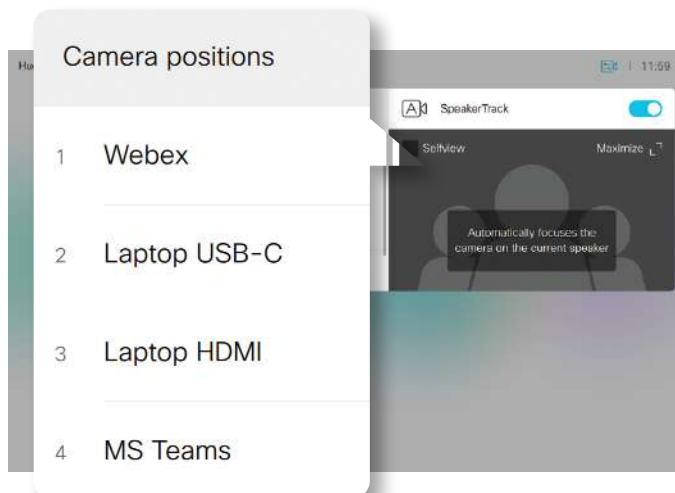 Camera positions
1 Webex
2 Laptop USB-C
3 Laptop HDMI
4 MS Teams
11:59
SpeakerTrack
Selfview
Maximize
Automatically focuses the
camera on the current speaker